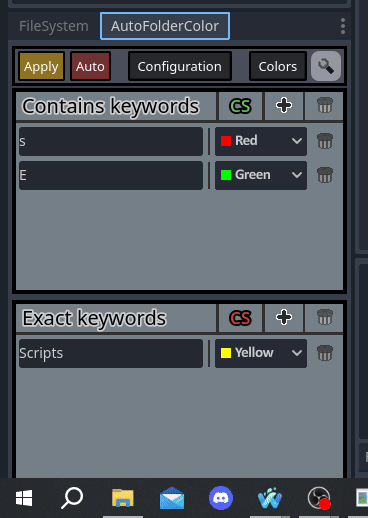 FileSystem AutoFolderColor
Apply Auto Configuration Colors
Contains keywords CS
s Red
E Green
Exact keywords CS
Scripts Yellow